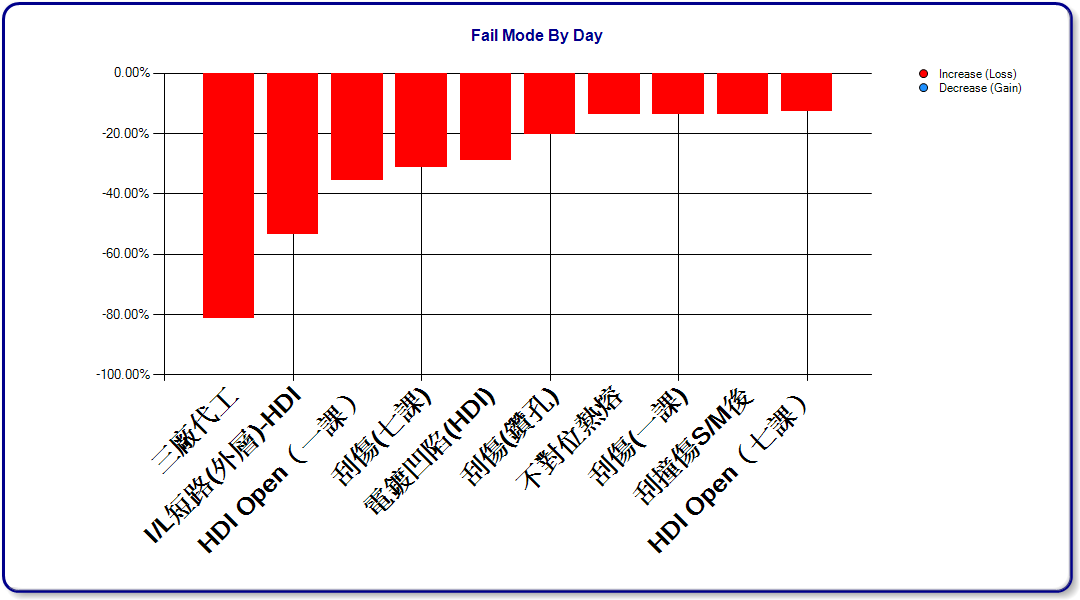 Fail Mode By Day
0.00%
-20.00%
-40.00%
-60.00%
-80.00%
-100.00%
Increase (Loss)
Decrease (Gain)
三廠代工
I/L短路(外層)-HDI
HDI Open（一課）
刮傷(七課)
電鍍凹陷(HDI)
刮傷(鑽孔)
不對位熱熔
刮傷(一課)
刮撞傷S/M後
HDI Open（七課）